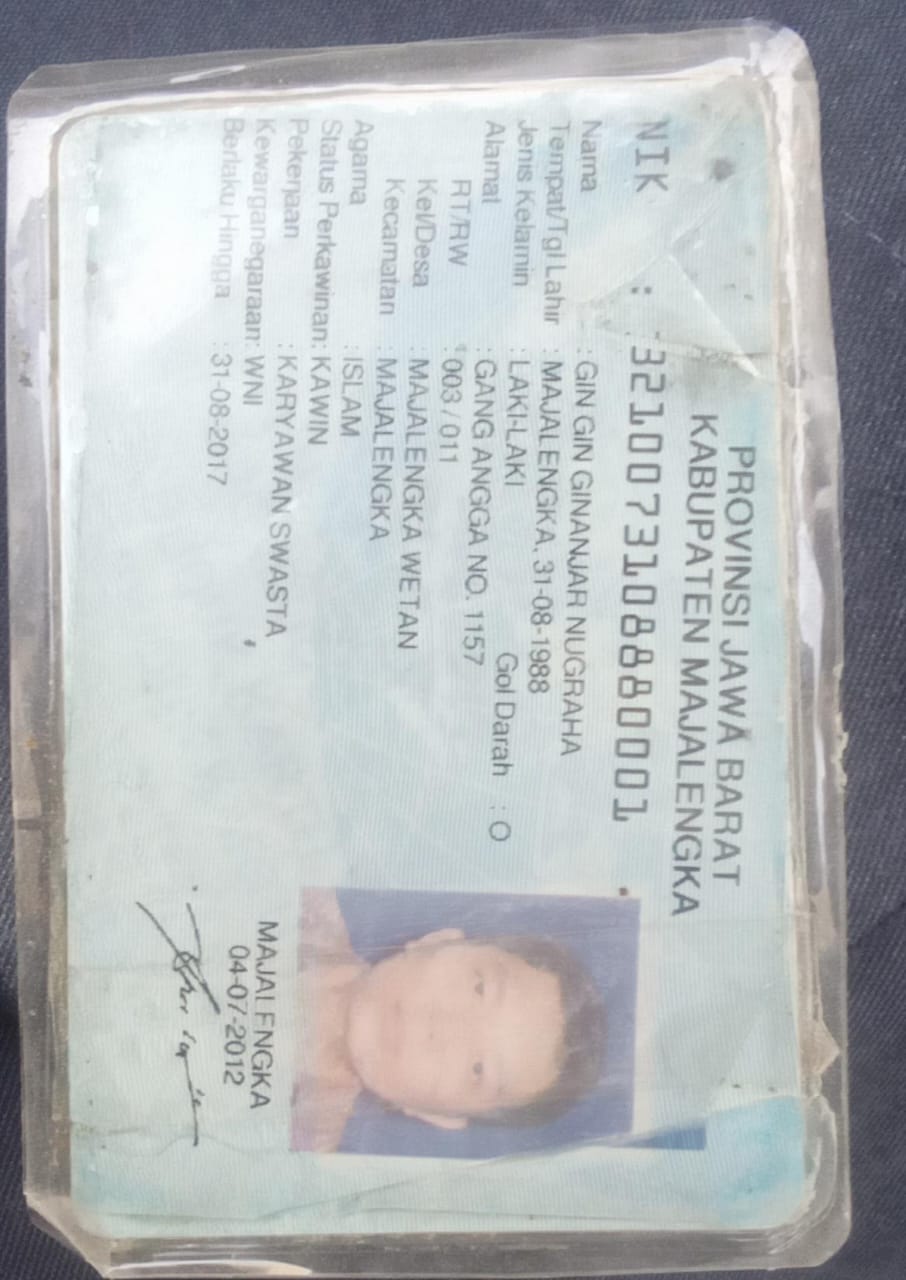 PROVINSI JAWA BARAT
KABUPATEN MAJALENGKA
NIK : 3210073108880001
Nama : GIN GIN GINANJAR NUGRAHA
Tempat/Tgl Lahir : MAJALENGKA, 31-08-1988
Jenis Kelamin : LAKI-LAKI Gol Darah : O
Alamat : GANG ANGGA NO. 1157
RT/RW : 003 / 011
Kel/Desa : MAJALENGKA WETAN
Kecamatan : MAJALENGKA
Agama : ISLAM
Status Perkawinan: KAWIN
Pekerjaan : KARYAWAN SWASTA
Kewarganegaraan: WNI
Berlaku Hingga : 31-08-2017
MAJALENGKA
04-07-2012